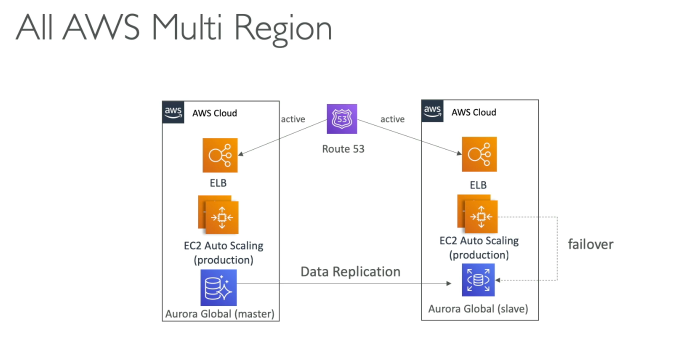 All AWS Multi Region
aws
AWS Cloud
active
53
active
Route 53
aws
AWS Cloud
ELB
ELB
EC2 Auto Scaling
(production)
EC2 Auto Scaling
(production)
failover
Data Replication
Aurora Global (master)
Aurora Global (slave)